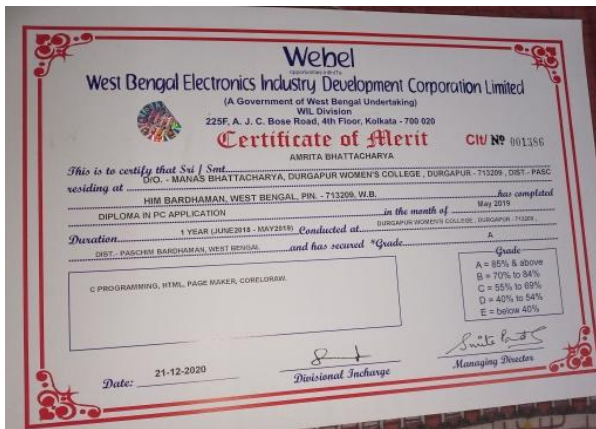 Webel
West Bengal Electronics Industry Development Corporation Limited
(A Government of West Bengal Undertaking)
WIL Division
225F, A. J. C. Bose Road, 4th Floor, Kolkata - 700 020
Certificate of Merit
Clt/ Nº 001386
AMRITA BHATTACHARYA
This is to certify that Sri / Smt.
D/O. - MANAS BHATTACHARYA, DURGAPUR WOMEN'S COLLEGE , DURGAPUR - 713209 , DIST.- PASC
residing at
HIM BARDHAMAN, WEST BENGAL, PIN. - 713209, W.B.
has completed
DIPLOMA IN PC APPLICATION
in the month of
May 2019
Duration 1 YEAR (JUNE2018 - MAY2019) Conducted at DURGAPUR WOMEN'S COLLEGE , DURGAPUR - 713209 ,
DIST.- PASCHIM BARDHAMAN, WEST BENGAL and has secured *Grade A
C PROGRAMMING, HTML, PAGE MAKER, CORELDRAW.
Grade
A = 85% & above
B = 70% to 84%
C = 55% to 69%
D = 40% to 54%
E = below 40%
Date: 21-12-2020
Divisional Incharge
Managing Director